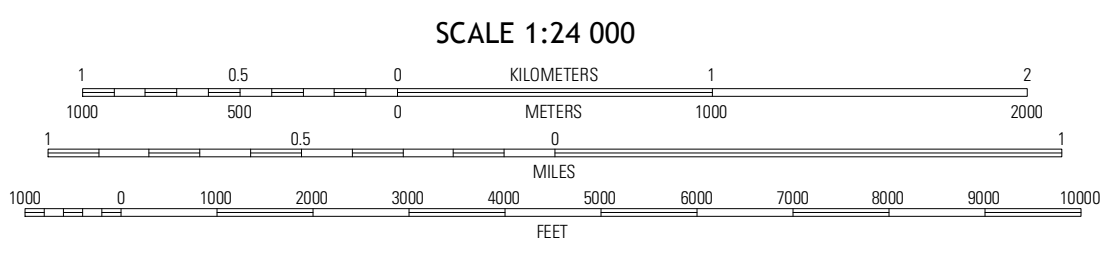 SCALE 1:24 000
1 0.5 0 KILOMETERS 1 2
1000 500 0 METERS 1000 2000
1 0.5 0 1
MILES
1000 0 1000 2000 3000 4000 5000 6000 7000 8000 9000 10000
FEET